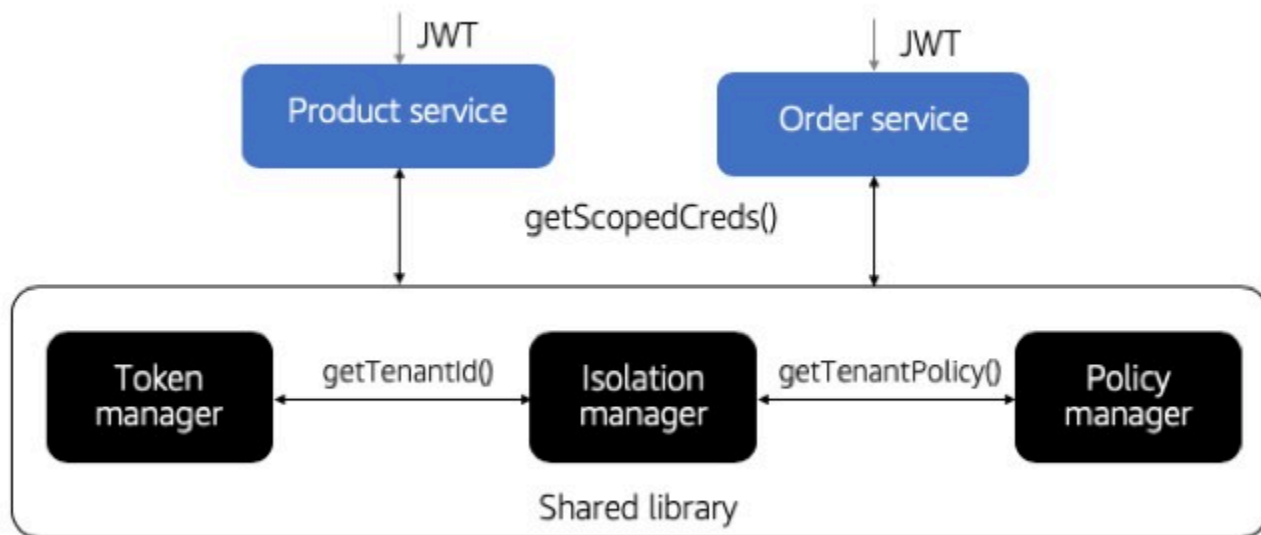 JWT
JWT
Product service
Order service
getScopedCreds()
Token
manager
getTenantId()
Isolation
manager
getTenantPolicy()
Policy
manager
Shared library